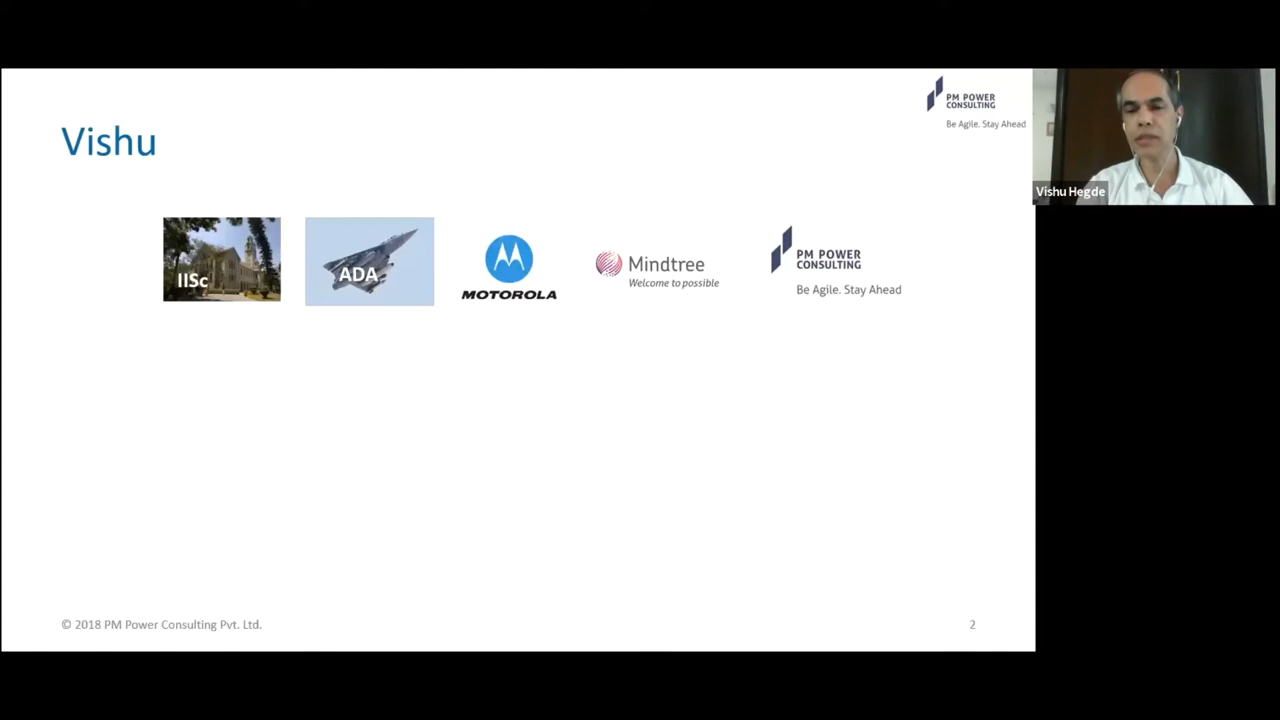 PM POWER
CONSULTING
Be Agile. Stay Ahead
Vishu
Vishu Hegde
IISc
ADA
MOTOROLA
Mindtree
Welcome to possible
PM POWER
CONSULTING
Be Agile. Stay Ahead
© 2018 PM Power Consulting Pvt. Ltd.
2